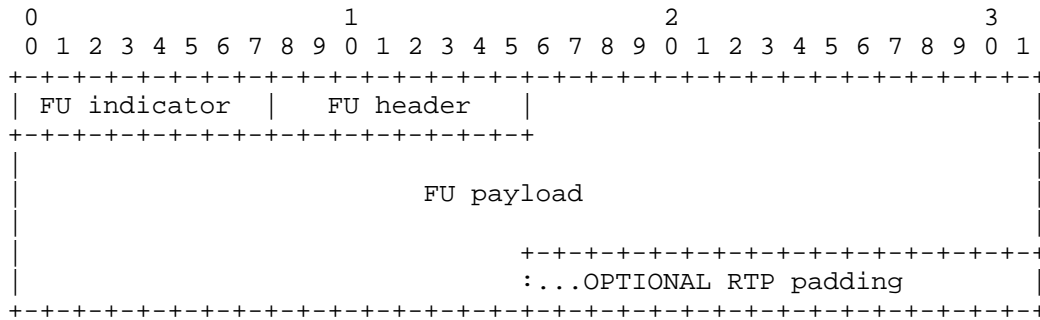 0                   1                   2                   3
0 1 2 3 4 5 6 7 8 9 0 1 2 3 4 5 6 7 8 9 0 1 2 3 4 5 6 7 8 9 0 1
+-+-+-+-+-+-+-+-+-+-+-+-+-+-+-+-+-+-+-+-+-+-+-+-+-+-+-+-+-+-+-+-+
| FU indicator  |   FU header   |                               |
+-+-+-+-+-+-+-+-+-+-+-+-+-+-+-+-+                               |
|                                                               |
|                         FU payload                            |
|                                                               |
|                               +-+-+-+-+-+-+-+-+-+-+-+-+-+-+-+-+
|                               :...OPTIONAL RTP padding        |
+-+-+-+-+-+-+-+-+-+-+-+-+-+-+-+-+-+-+-+-+-+-+-+-+-+-+-+-+-+-+-+-+